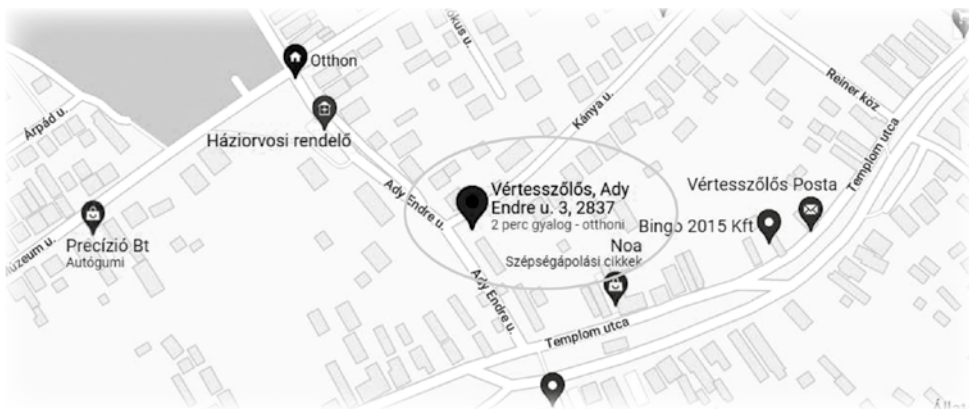 Otthon
Reiner köz
Árpád u.
Háziorvosi rendelő
Kánya u.
Templom utca
Ady Endre u.
Vértesszőlős, Ady
Endre u. 3, 2837
2 perc gyalog - otthoni
Vértesszőlős Posta
Bingo 2015 Kft
Precízió Bt
Autógumi
Noa
Szépségápolási cikkek
Ady Endre u.
Templom utca